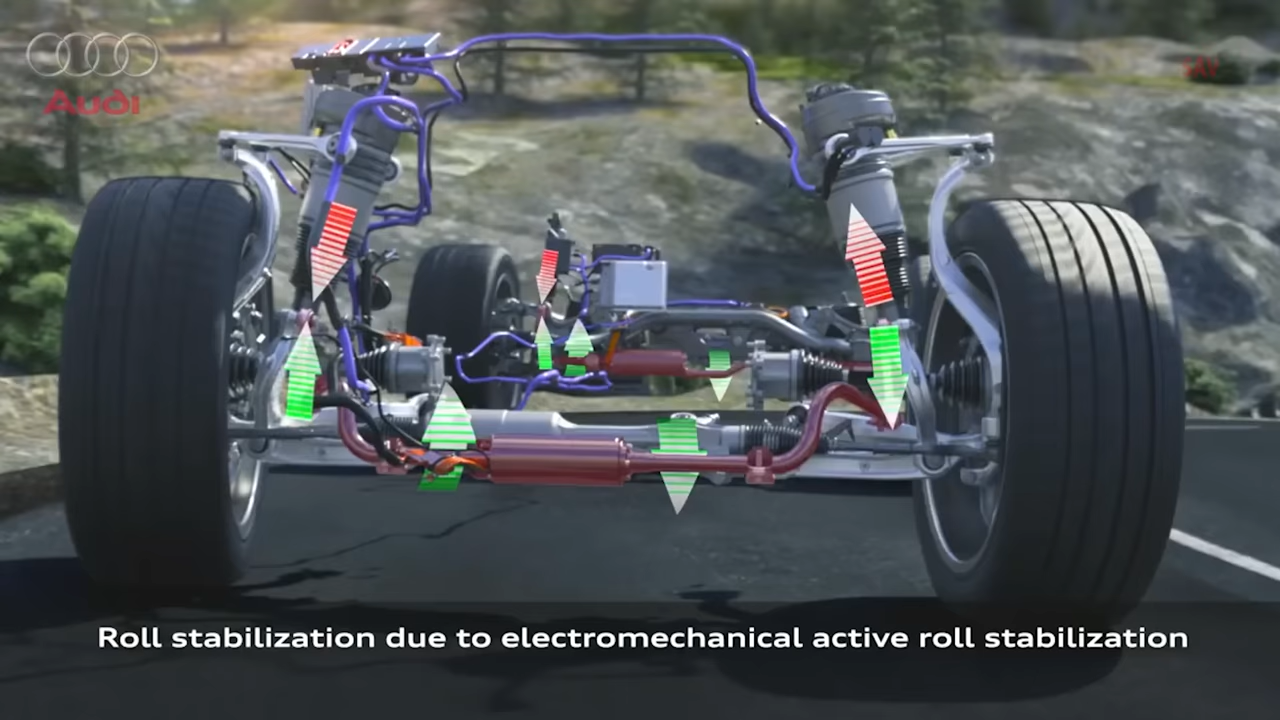 Audi
Roll stabilization due to electromechanical active roll stabilization